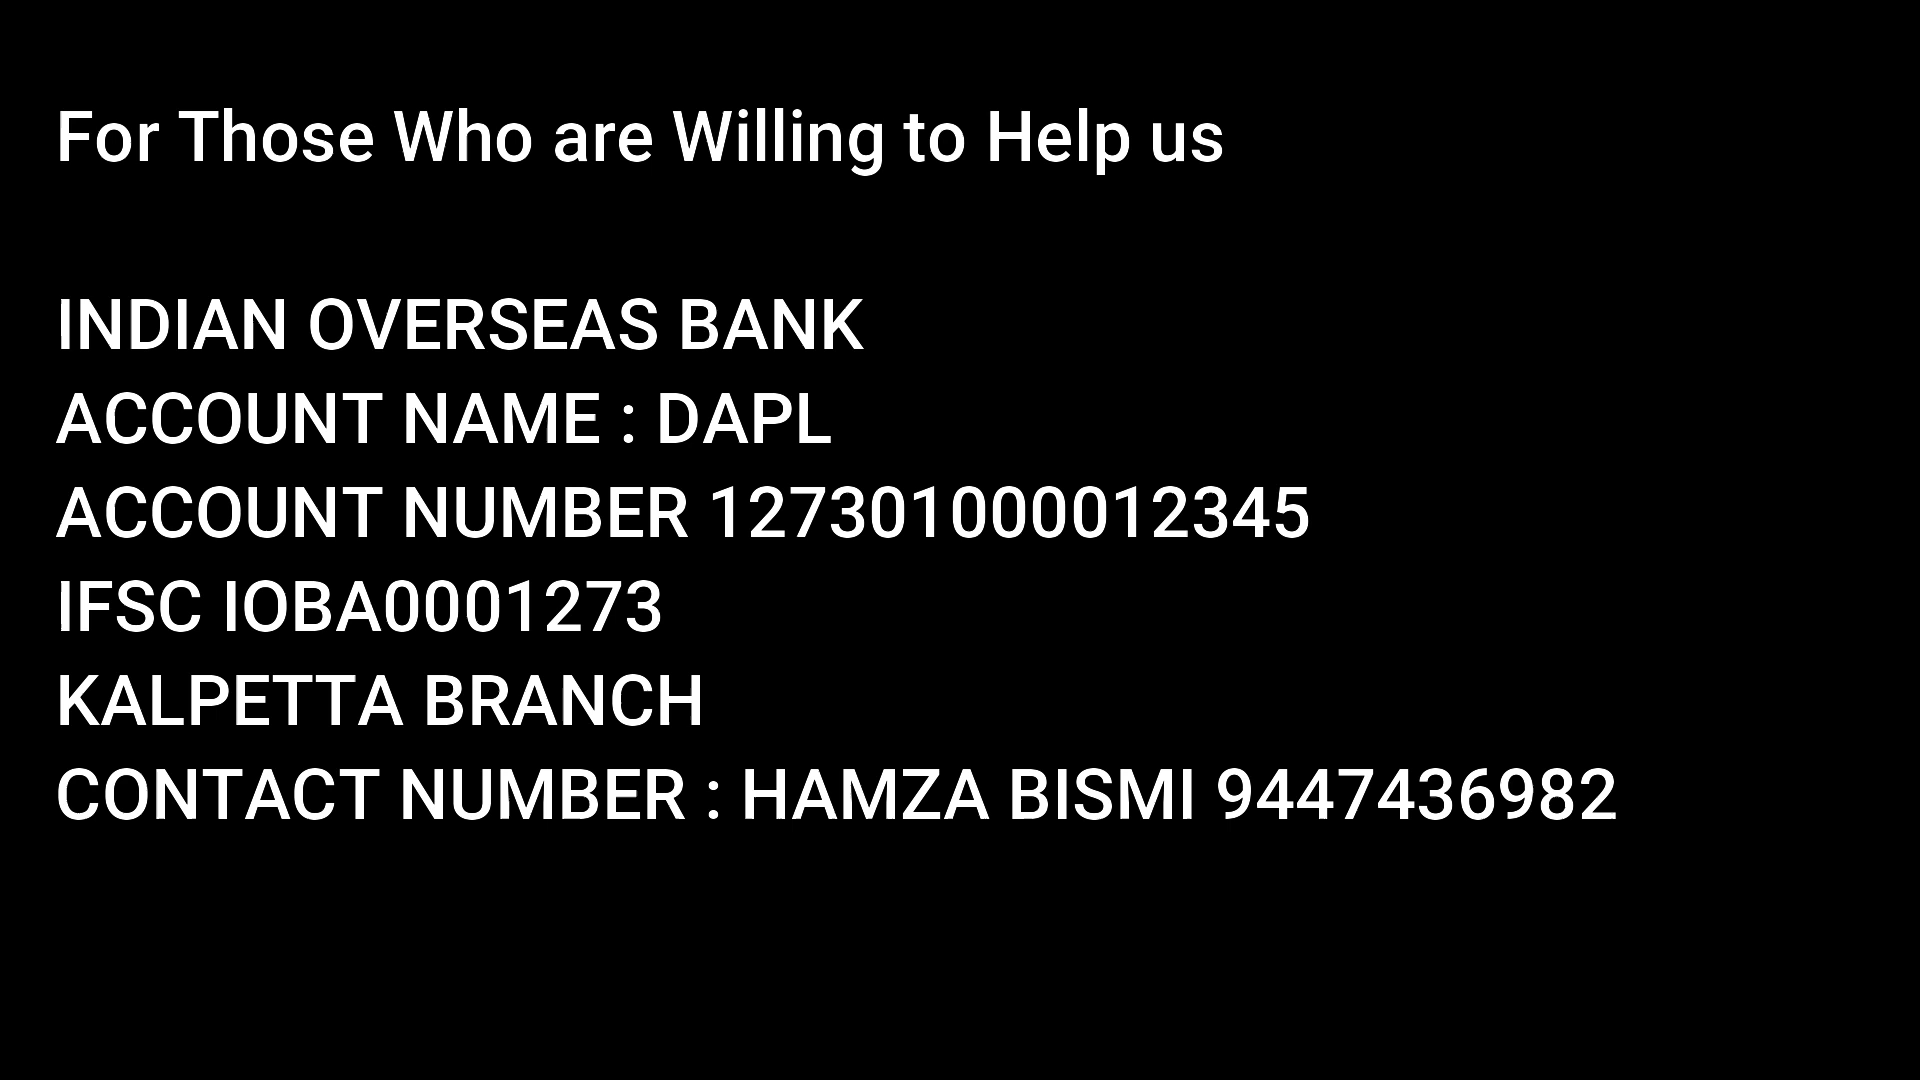 For Those Who are Willing to Help us
INDIAN OVERSEAS BANK
ACCOUNT NAME : DAPL
ACCOUNT NUMBER 127301000012345
IFSC IOBA0001273
KALPETTA BRANCH
CONTACT NUMBER : HAMZA BISMI 9447436982